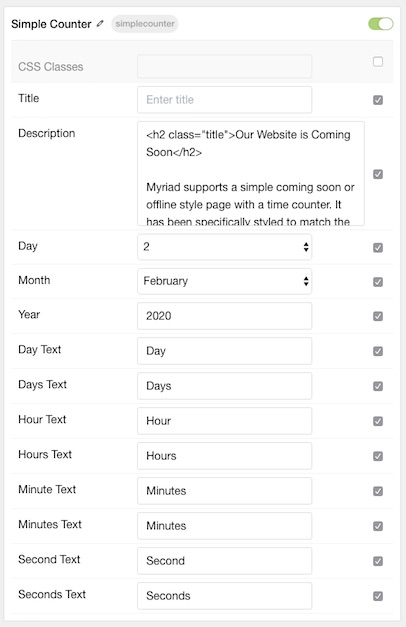 Simple Counter simplecounter
CSS Classes
Title Enter title
Description <h2 class="title">Our Website is Coming
Soon</h2>
Myriad supports a simple coming soon or
offline style page with a time counter. It
has been specifically styled to match the
Day 2
Month February
Year 2020
Day Text Day
Days Text Days
Hour Text Hour
Hours Text Hours
Minute Text Minutes
Minutes Text Minutes
Second Text Second
Seconds Text Seconds